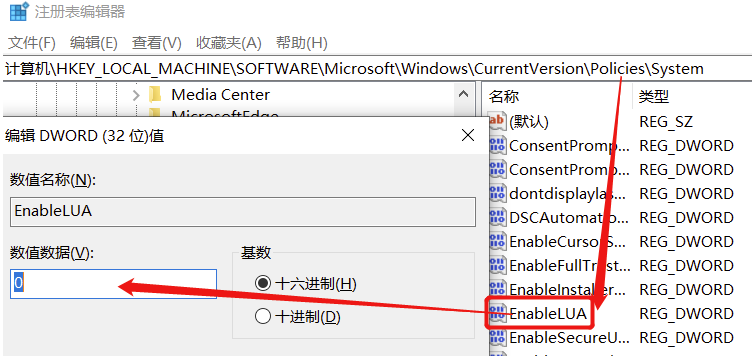 注册表编辑器
文件(F) 编辑(E) 查看(V) 收藏夹(A) 帮助(H)
计算机\HKEY_LOCAL_MACHINE\SOFTWARE\Microsoft\Windows\CurrentVersion\Policies\System
Media Center
MicrosoftEdge
编辑 DWORD (32 位)值
数值名称(N):
EnableLUA
数值数据(V):
0
基数
十六进制(H)
十进制(D)
名称 类型
(默认) REG_SZ
ConsentPromp... REG_DWORD
ConsentPromp... REG_DWORD
dontdisplaylas... REG_DWORD
DSCAutomatio... REG_DWORD
EnableCursorS... REG_DWORD
EnableFullTrust... REG_DWORD
EnableInstaller... REG_DWORD
EnableLUA REG_DWORD
EnableSecureU... REG_DWORD